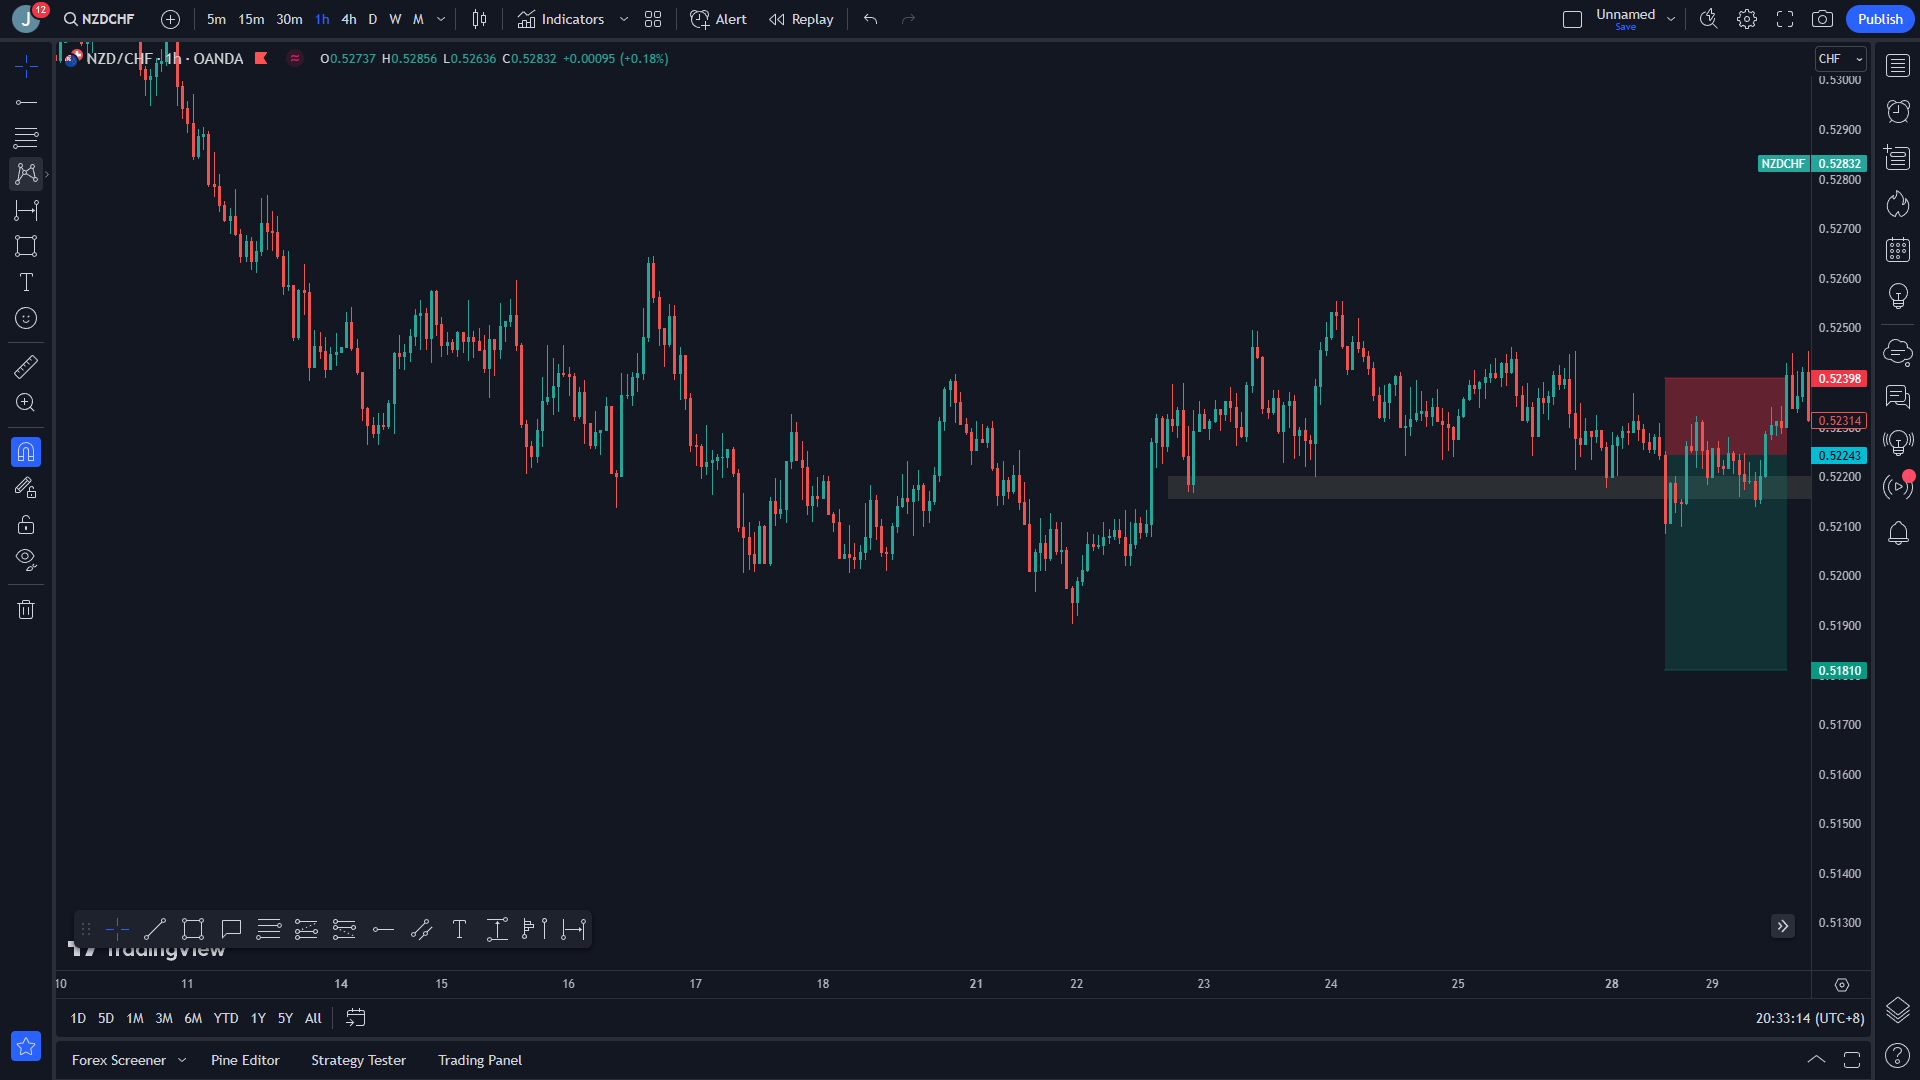 J 12 NZDCHF 5m 15m 30m 1h 4h D W M Indicators Alert Replay Unnamed Save Publish
NZD/CHF · 1h · OANDA O0.52737 H0.52856 L0.52636 C0.52832 +0.00095 (+0.18%)
CHF
0.53000
0.52900
NZDCHF 0.52832
0.52800
0.52700
0.52600
0.52500
0.52398
0.52314
0.52243
0.52200
0.52100
0.52000
0.51900
0.51810
0.51700
0.51600
0.51500
0.51400
0.51300
T
T
TradingView
10 11 14 15 16 17 18 21 22 23 24 25 28 29
1D 5D 1M 3M 6M YTD 1Y 5Y All 20:33:14 (UTC+8)
Forex Screener Pine Editor Strategy Tester Trading Panel